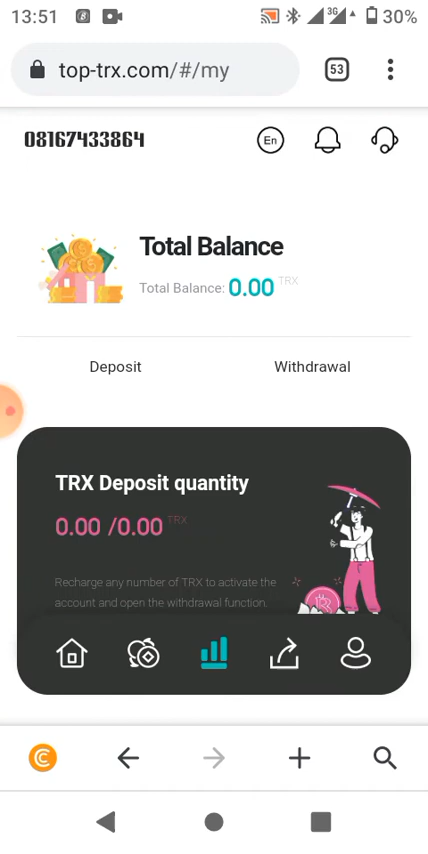 13:51
3G
30%
top-trx.com/#/my
53
08167433864
En
Total Balance
Total Balance: 0.00 TRX
Deposit
Withdrawal
TRX Deposit quantity
0.00 /0.00 TRX
Recharge any number of TRX to activate the
account and open the withdrawal function.